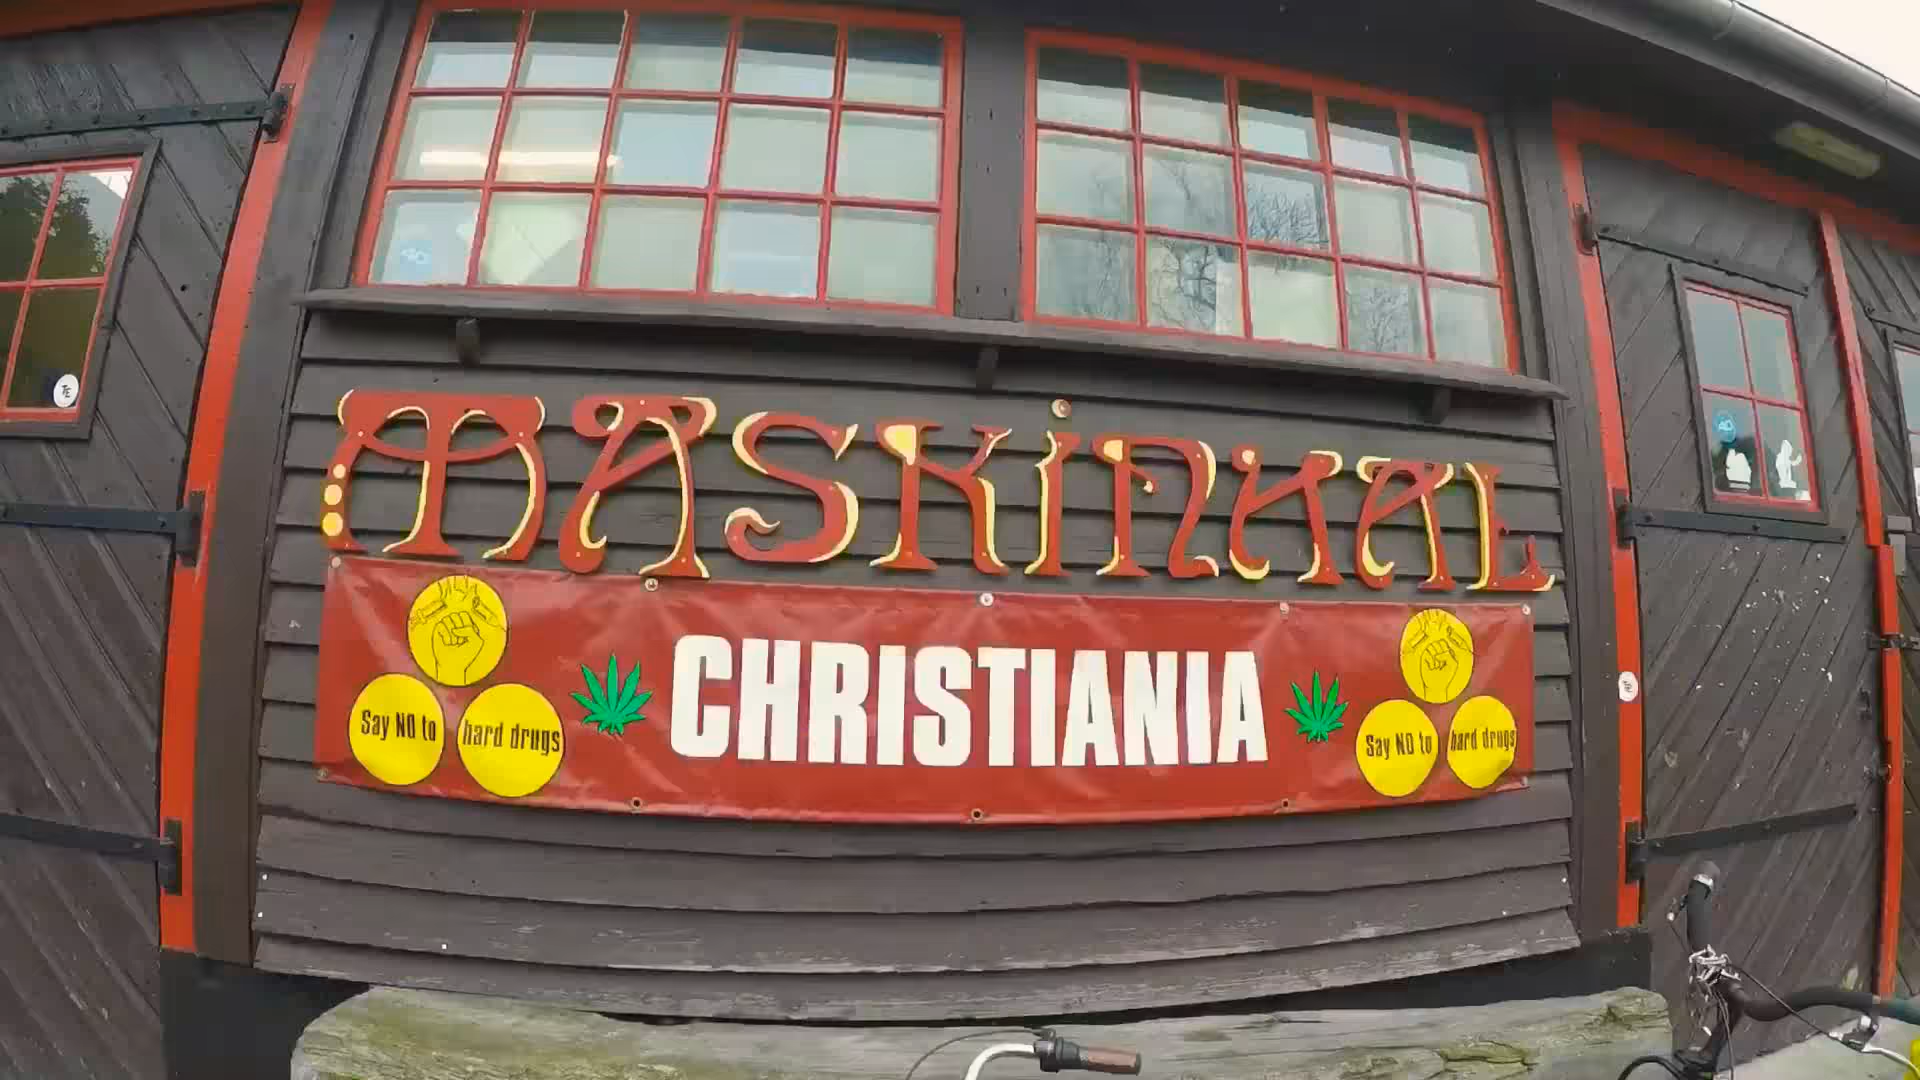 MASKINHAL
CHRISTIANIA
Say NO to
hard drugs
Say NO to
hard drugs